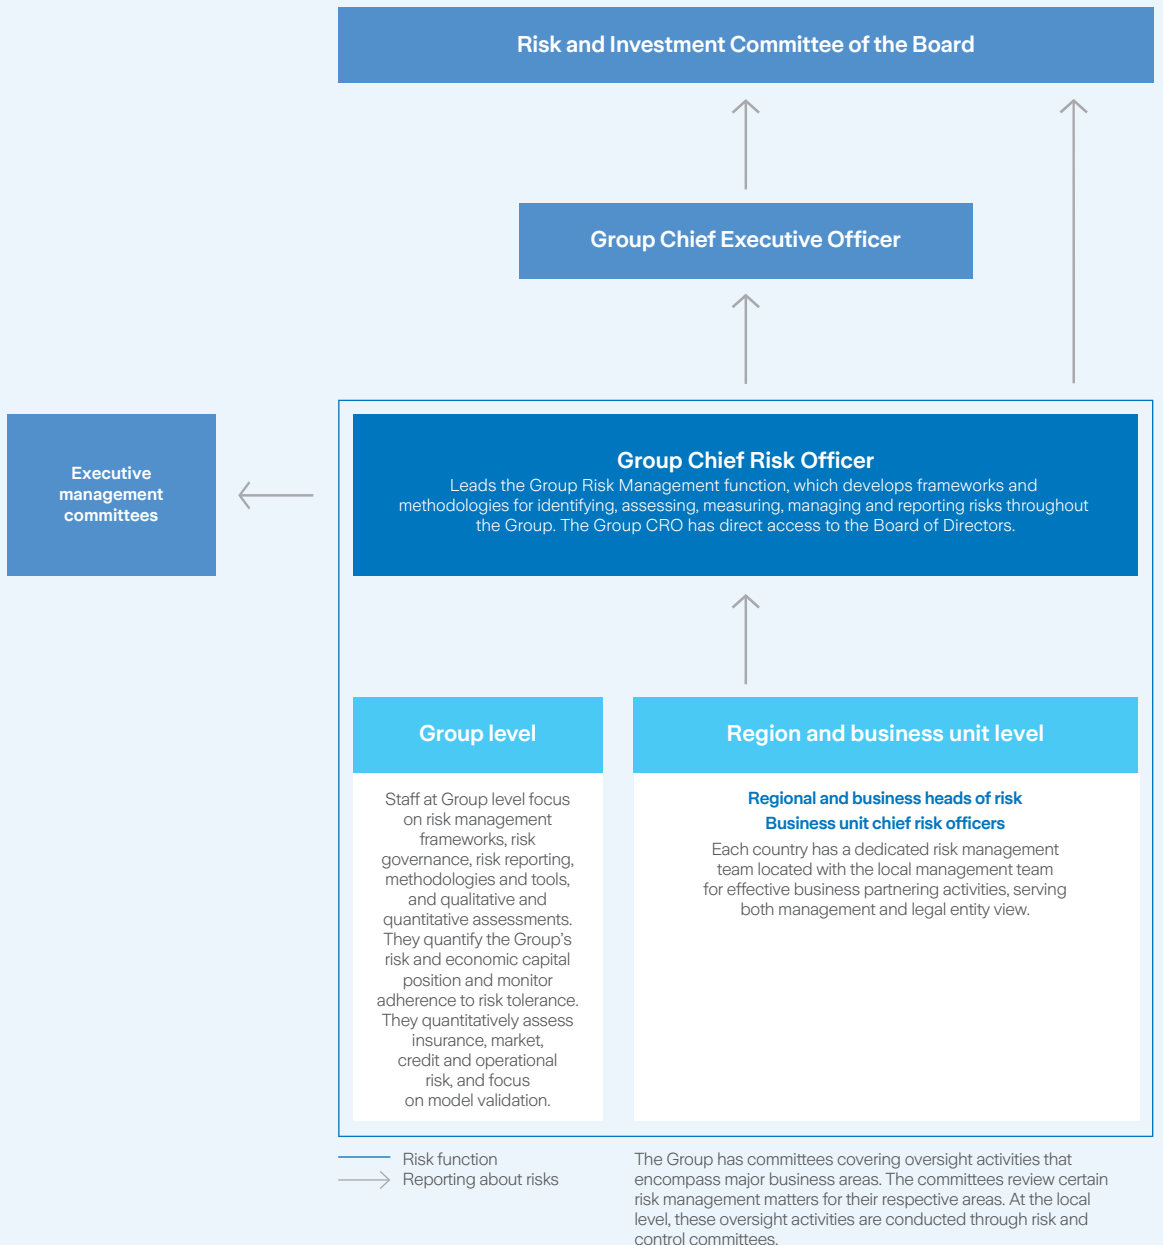 Risk and Investment Committee of the Board
Group Chief Executive Officer
Executive
management
committees
Group Chief Risk Officer
Leads the Group Risk Management function, which develops frameworks and
methodologies for identifying, assessing, measuring, managing and reporting risks throughout
the Group. The Group CRO has direct access to the Board of Directors.
Group level
Staff at Group level focus
on risk management
frameworks, risk
governance, risk reporting,
methodologies and tools,
and qualitative and
quantitative assessments.
They quantify the Group’s
risk and economic capital
position and monitor
adherence to risk tolerance.
They quantitatively assess
insurance, market,
credit and operational
risk, and focus
on model validation.
Region and business unit level
Regional and business heads of risk
Business unit chief risk officers
Each country has a dedicated risk management
team located with the local management team
for effective business partnering activities, serving
both management and legal entity view.
Risk function
Reporting about risks
The Group has committees covering oversight activities that
encompass major business areas. The committees review certain
risk management matters for their respective areas. At the local
level, these oversight activities are conducted through risk and
control committees.